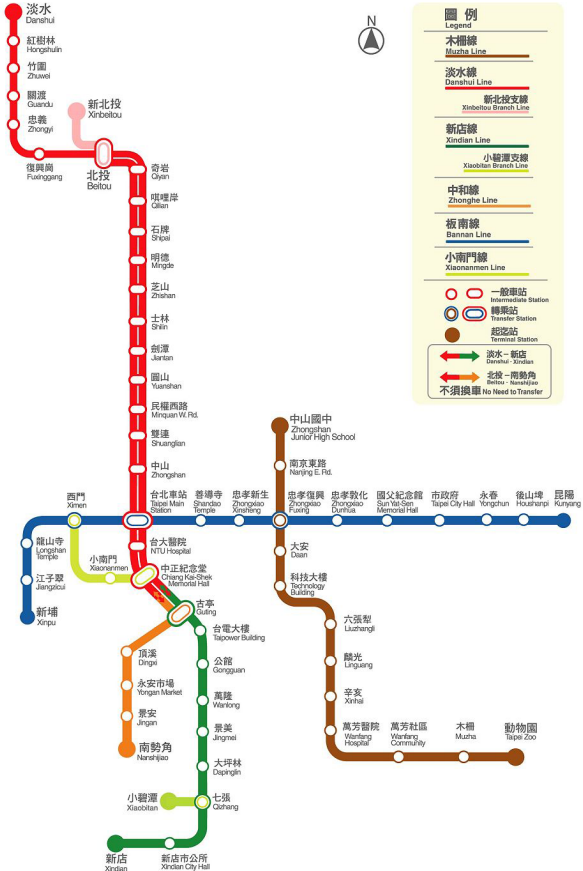 淡水
Danshui
紅樹林
Hongshulin
竹圍
Zhuwei
關渡
Guandu
忠義
Zhongyi
復興崗
Fuxinggang
新北投
Xinbeitou
北投
Beitou
奇岩
Qiyan
唭哩岸
Qilian
石牌
Shipai
明德
Mingde
芝山
Zhishan
士林
Shilin
劍潭
Jiantan
圓山
Yuanshan
民權西路
Minquan W. Rd.
雙連
Shuanglian
中山
Zhongshan
N
圖 例
Legend
木柵線
Muzha Line
淡水線
Danshui Line
新北投支線
Xinbeitou Branch Line
新店線
Xindian Line
小碧潭支線
Xiaobitan Branch Line
中和線
Zhonghe Line
板南線
Bannan Line
小南門線
Xiaonanmen Line
一般車站
Intermediate Station
轉乘站
Transfer Station
起迄站
Terminal Station
淡水－新店
Danshui - Xindian
北投－南勢角
Beitou - Nanshijiao
不須換車 No Need to Transfer
中山國中
Zhongshan
Junior High School
南京東路
Nanjing E. Rd.
西門
Ximen
台北車站
Taipei Main
Station
善導寺
Shandao
Temple
忠孝新生
Zhongxiao
Xinsheng
忠孝復興
Zhongxiao
Fuxing
忠孝敦化
Zhongxiao
Dunhua
國父紀念館
Sun Yat-Sen
Memorial Hall
市政府
Taipei City Hall
永春
Yongchun
後山埤
Houshanpi
昆陽
Kunyang
龍山寺
Longshan
Temple
江子翠
Jiangzicui
新埔
Xinpu
小南門
Xiaonanmen
台大醫院
NTU Hospital
中正紀念堂
Chiang Kai-Shek
Memorial Hall
古亭
Guting
大安
Daan
科技大樓
Technology
Building
六張犁
Liuzhangli
麟光
Linguang
辛亥
Xinhai
萬芳醫院
Wanfang
Hospital
萬芳社區
Wanfang
Community
木柵
Muzha
動物園
Taipei Zoo
頂溪
Dingxi
永安市場
Yongan Market
景安
Jingan
南勢角
Nanshijiao
台電大樓
Taipower Building
公館
Gongguan
萬隆
Wanlong
景美
Jingmei
大坪林
Dapinglin
小碧潭
Xiaobitan
七張
Qizhang
新店
Xindian
新店市公所
Xindian City Hall